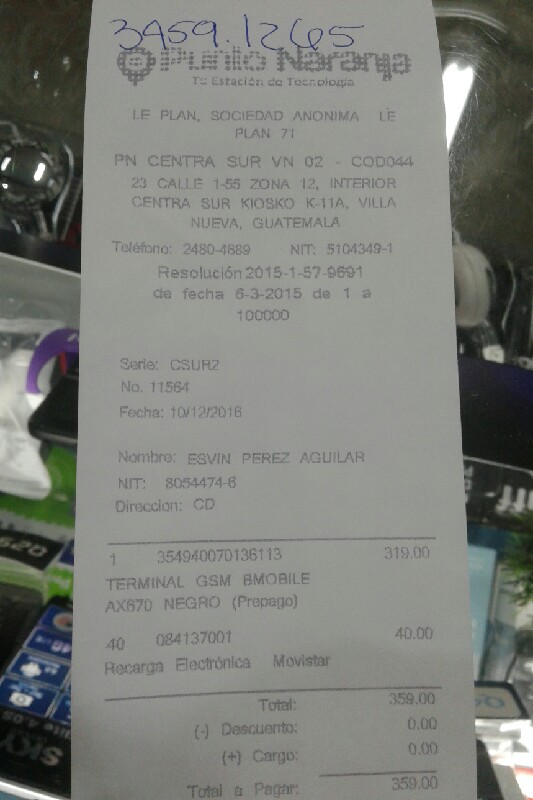 3459.1265
Punto Naranja
Tu Estación de Tecnología
LE PLAN, SOCIEDAD ANONIMA LE
PLAN 71
PN CENTRA SUR VN 02 - COD044
23 CALLE 1-55 ZONA 12, INTERIOR
CENTRA SUR KIOSKO K-11A, VILLA
NUEVA, GUATEMALA
Teléfono: 2480-4889 NIT: 5104349-1
Resolución 2015-1-57-9691
de fecha 6-3-2015 de 1 a
100000
Serie: CSUR2
No. 11564
Fecha: 10/12/2016
Nombre: ESVIN PEREZ AGUILAR
NIT: 8054474-6
Direccion: CD
1 354940070136113 319.00
TERMINAL GSM BMOBILE
AX670 NEGRO (Prepago)
40 084137001 40.00
Recarga Electrónica Movistar
Total: 359.00
(-) Descuento: 0.00
(+) Cargo: 0.00
Total a Pagar: 359.00
SKY